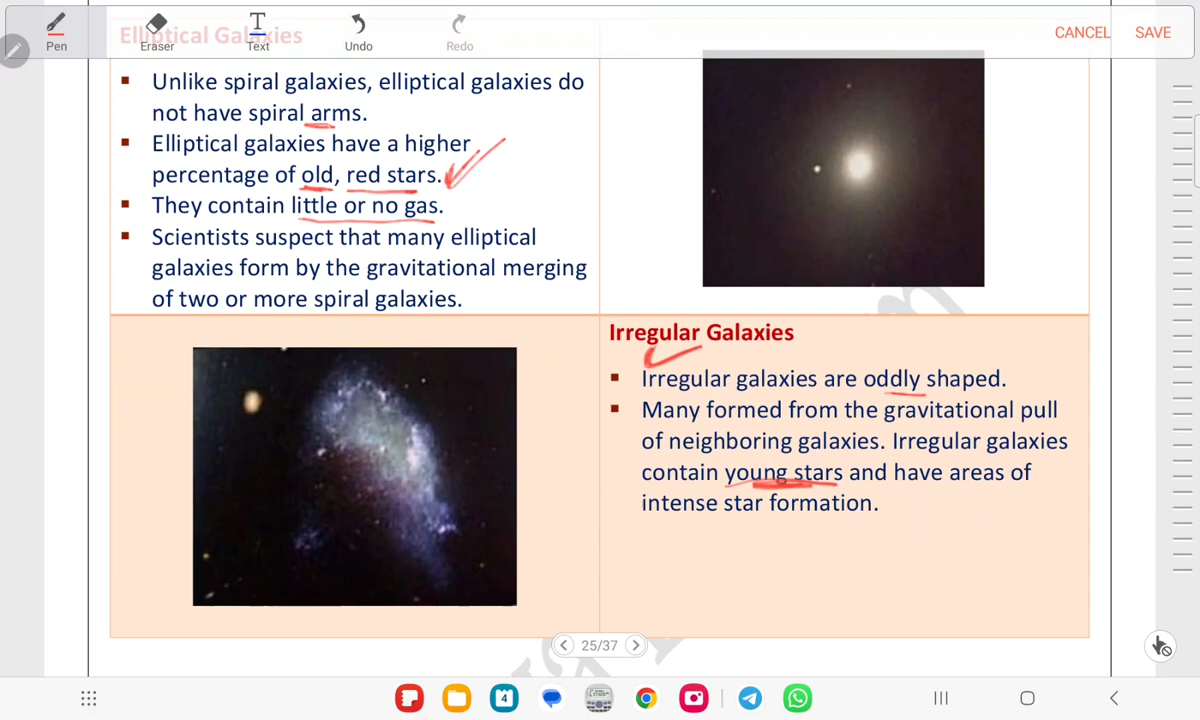 Pen
Eraser
Text
Undo
Redo
CANCEL
SAVE
Elliptical Galaxies
Unlike spiral galaxies, elliptical galaxies do
not have spiral arms.
Elliptical galaxies have a higher
percentage of old, red stars.
They contain little or no gas.
Scientists suspect that many elliptical
galaxies form by the gravitational merging
of two or more spiral galaxies.
Irregular Galaxies
Irregular galaxies are oddly shaped.
Many formed from the gravitational pull
of neighboring galaxies. Irregular galaxies
contain young stars and have areas of
intense star formation.
25/37
4